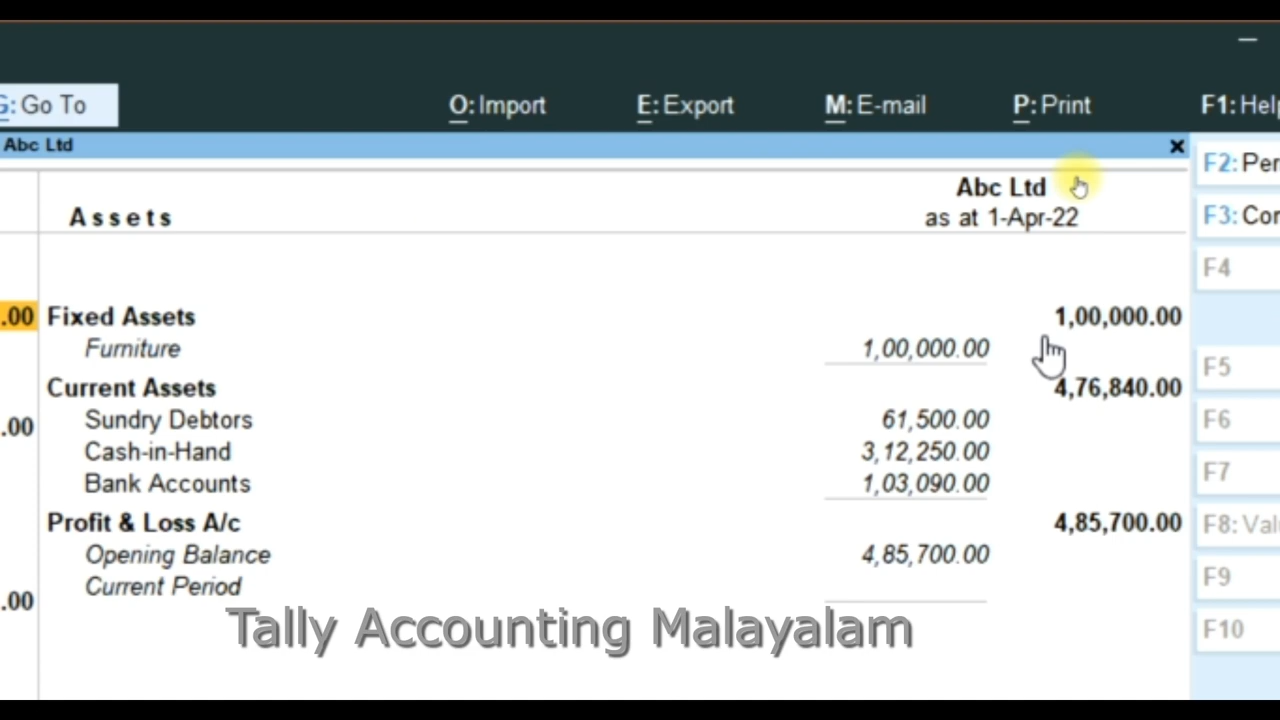 G: Go To O: Import E: Export M: E-mail P: Print F1: Help
Abc Ltd
F2: Per
Abc Ltd
Assets as at 1-Apr-22 F3: Cor
F4
.00 Fixed Assets 1,00,000.00
Furniture 1,00,000.00
F5
Current Assets 4,76,840.00
.00 Sundry Debtors 61,500.00 F6
Cash-in-Hand 3,12,250.00
Bank Accounts 1,03,090.00 F7
Profit & Loss A/c 4,85,700.00 F8: Val
Opening Balance 4,85,700.00
Current Period F9
.00
Tally Accounting Malayalam F10